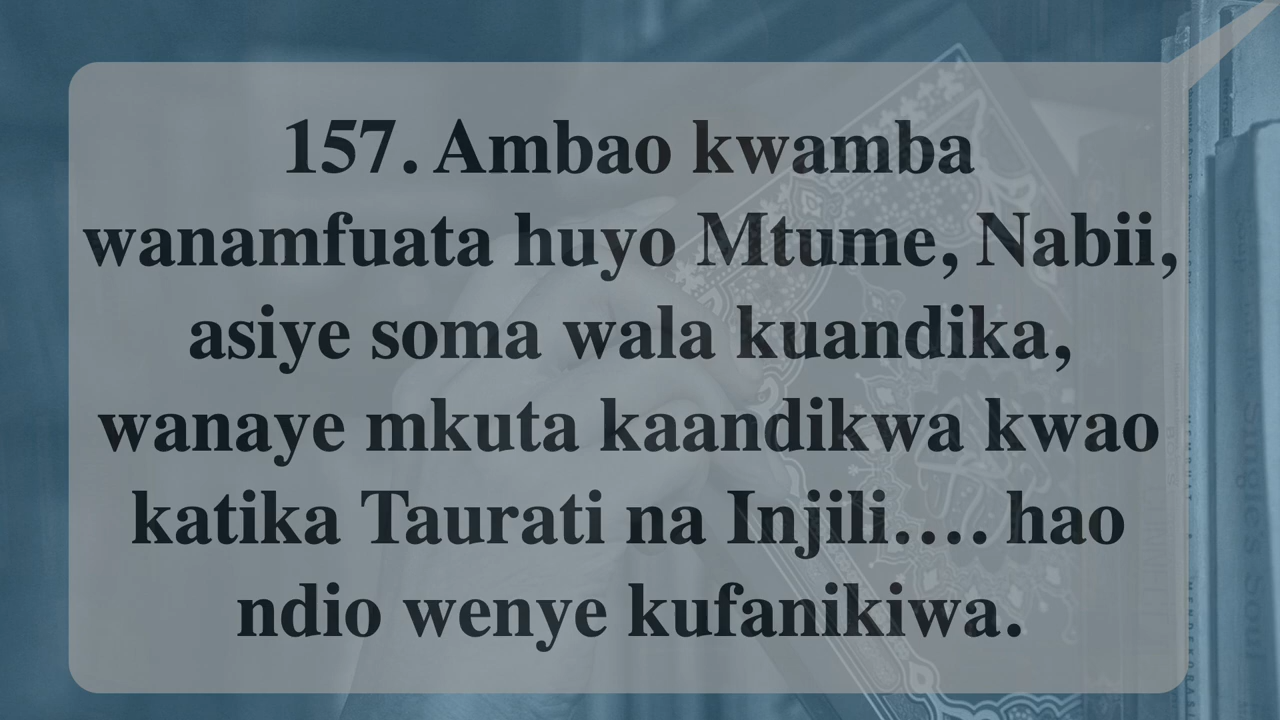 157. Ambao kwamba
wanamfuata huyo Mtume, Nabii,
asiye soma wala kuandika,
wanaye mkuta kaandikwa kwao
katika Taurati na Injili.... hao
ndio wenye kufanikiwa.